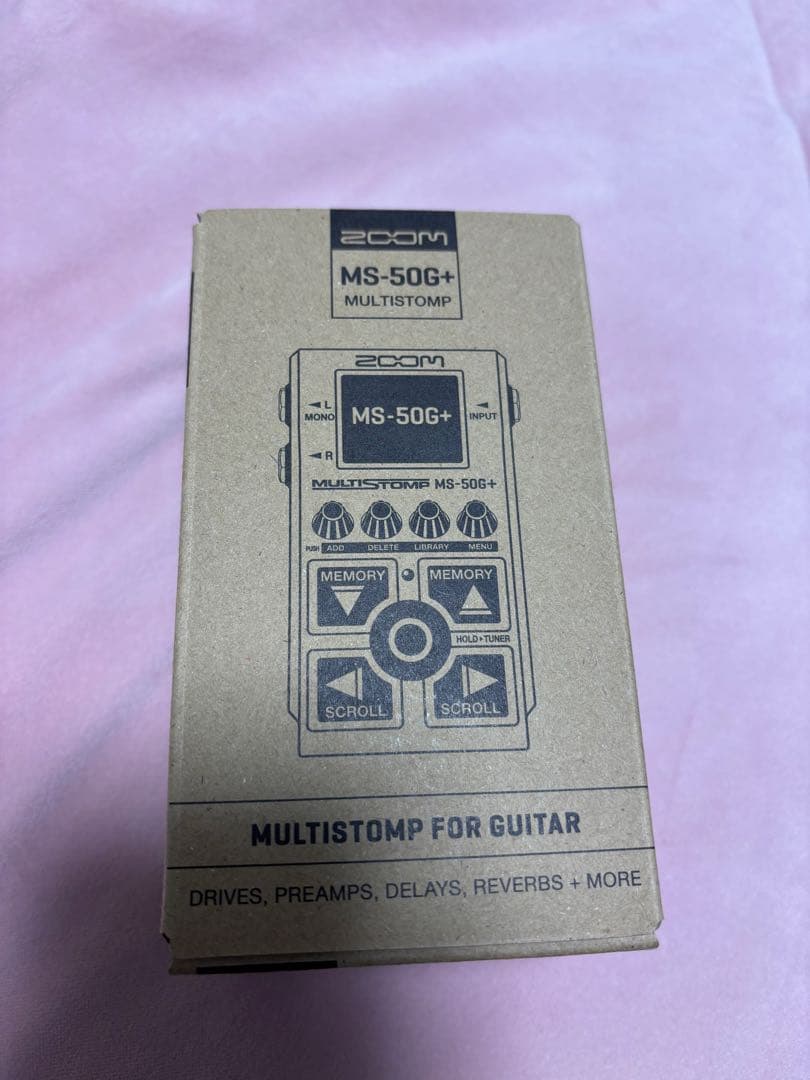 ZOOM
MS-50G+
MULTISTOMP
ZOOM
L
MONO
MS-50G+
INPUT
R
MULTISTOMP MS-50G+
PUSH ADD DELETE LIBRARY MENU
MEMORY MEMORY
HOLD▸TUNER
SCROLL SCROLL
MULTISTOMP FOR GUITAR
DRIVES, PREAMPS, DELAYS, REVERBS + MORE